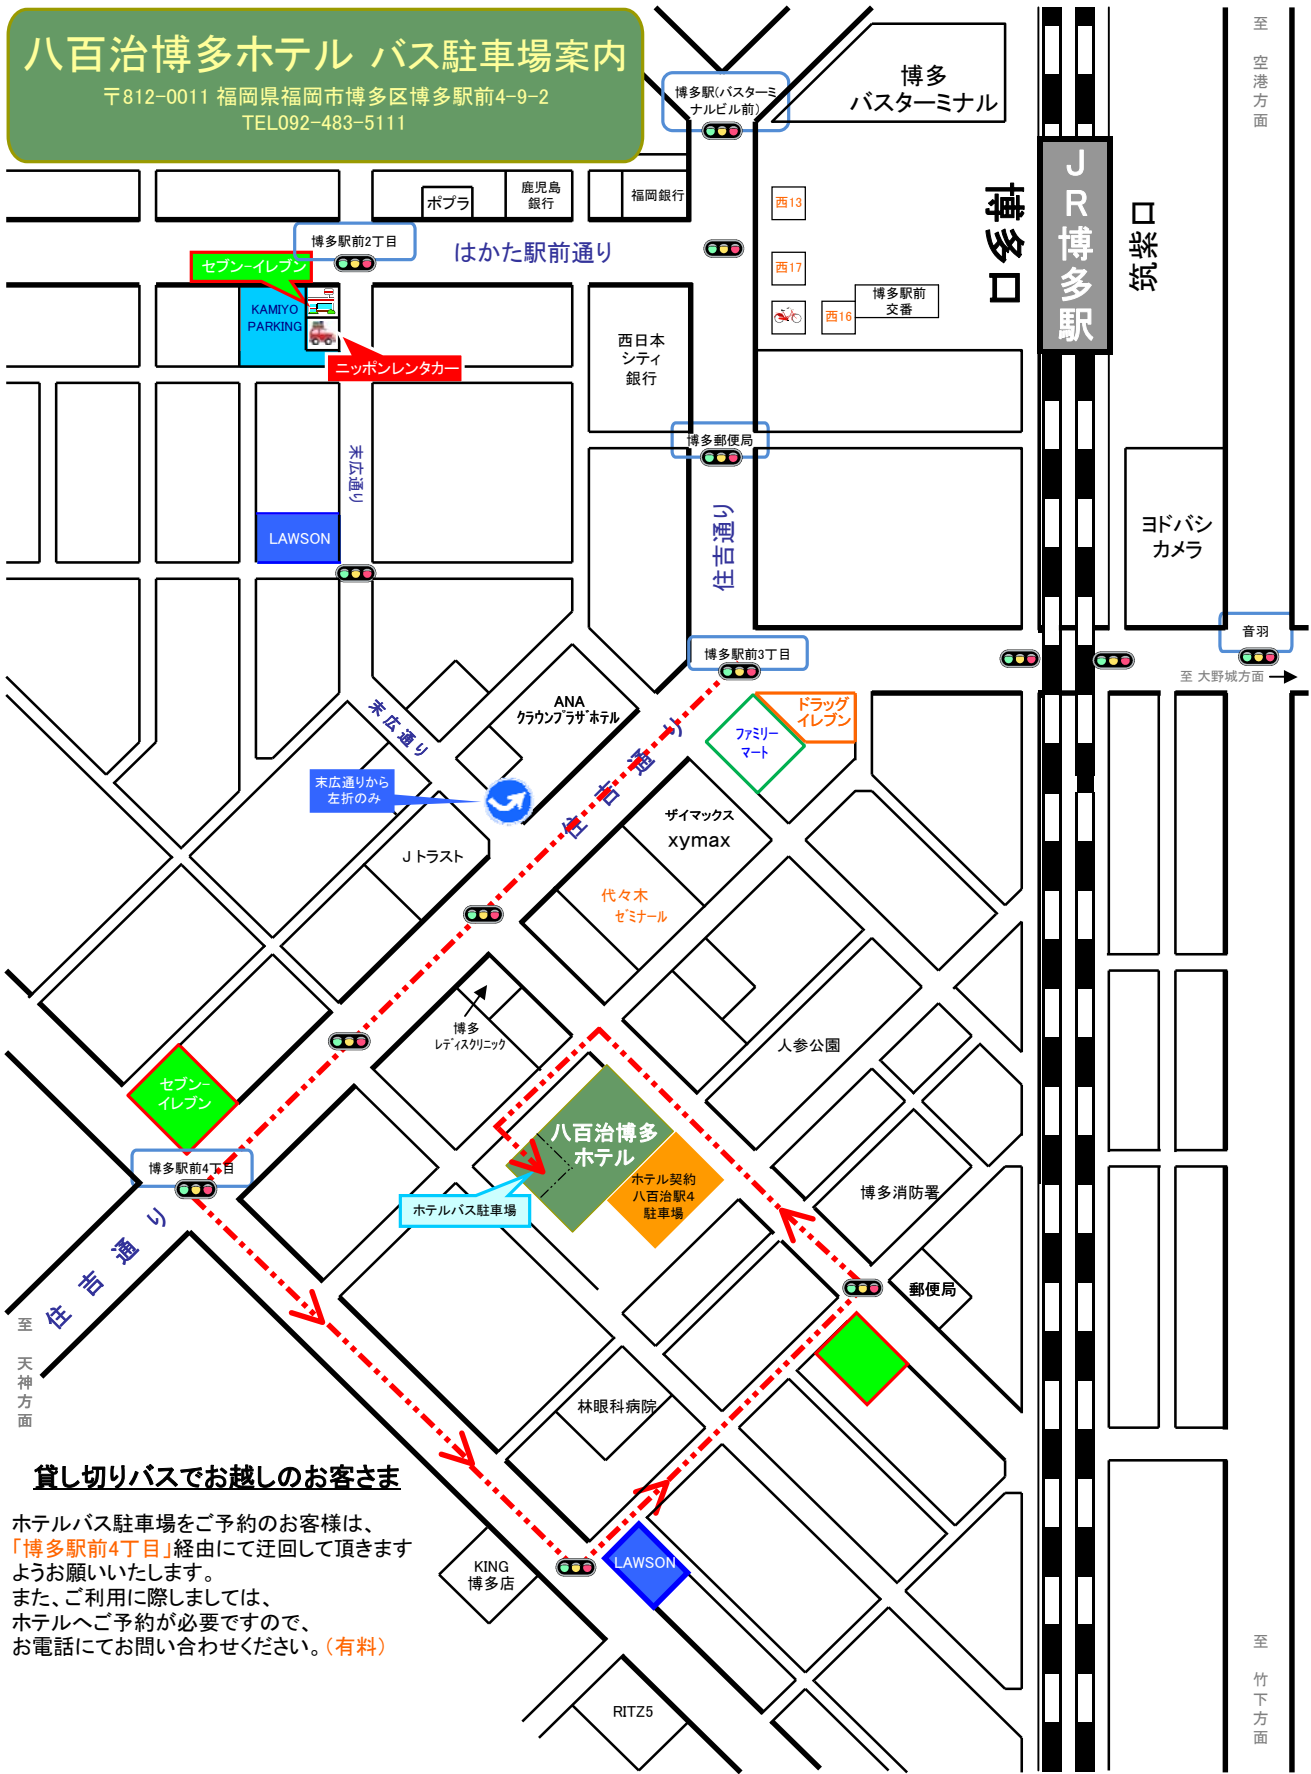 八百治博多ホテル バス駐車場案内
〒812-0011 福岡県福岡市博多区博多駅前4-9-2
TEL092-483-5111
至 空港方面
博多
バスターミナル
博多駅(バスターミ
ナルビル前)
JR博多駅
博多口
筑紫口
ポプラ
鹿児島
銀行
福岡銀行
西13
博多駅前2丁目
はかた駅前通り
セブン-イレブン
西17
KAMIYO
PARKING
博多駅前
交番
西16
西日本
シティ
銀行
ニッポンレンタカー
博多郵便局
末広通り
住吉通り
LAWSON
ヨドバシ
カメラ
音羽
博多駅前3丁目
至 大野城方面
ANA
クラウンプラザホテル
末広通り
ドラッグ
イレブン
ファミリー
マート
住吉通り
末広通りから
左折のみ
ザイマックス
xymax
Jトラスト
代々木
ゼミナール
博多
レディスクリニック
人参公園
セブン-
イレブン
八百治博多
ホテル
博多駅前4丁目
ホテル契約
八百治駅4
駐車場
博多消防署
ホテルバス駐車場
住吉通り
郵便局
至 天神方面
林眼科病院
貸し切りバスでお越しのお客さま
ホテルバス駐車場をご予約のお客様は、
「博多駅前4丁目」経由にて迂回して頂きます
ようお願いいたします。
また、ご利用に際しましては、
ホテルへご予約が必要ですので、
お電話にてお問い合わせください。(有料)
KING
博多店
LAWSON
RITZ5
至 竹下方面